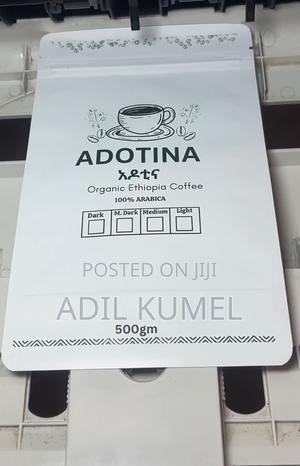 ADOTINA
አዶቲና
Organic Ethiopia Coffee
100% ARABICA
Dark M. Dark Medium Light
POSTED ON JIJI
ADIL KUMEL
500gm